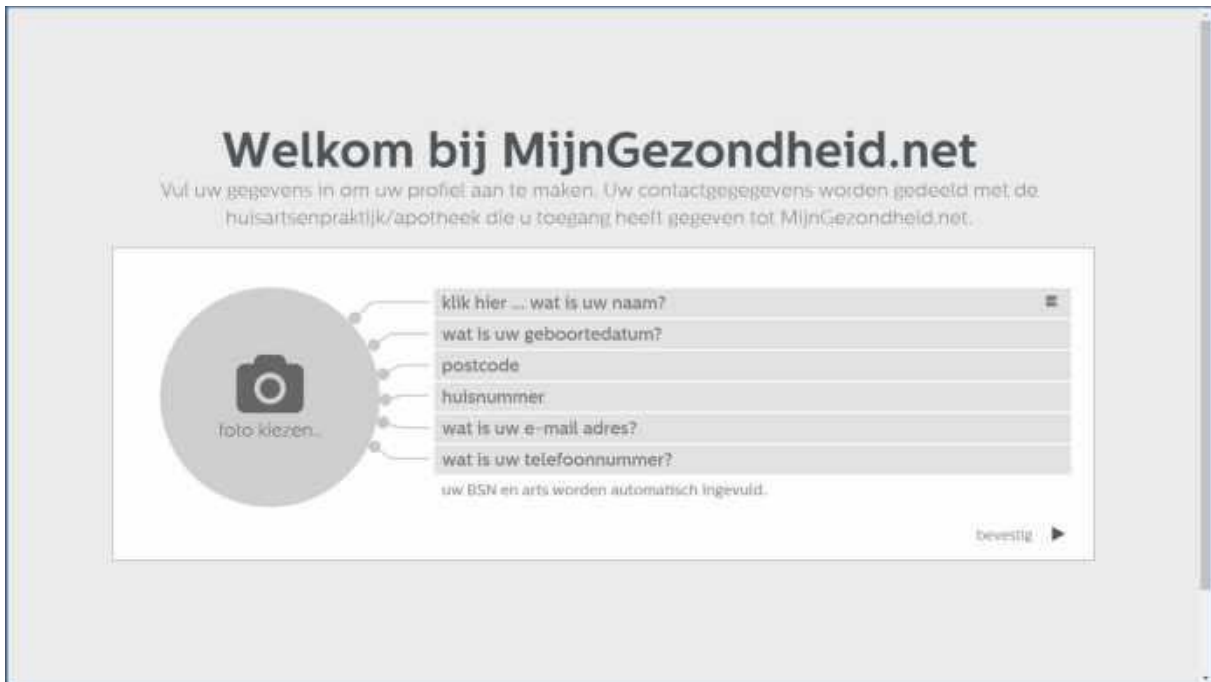 Welkom bij MijnGezondheid.net
Vul uw gegevens in om uw profiel aan te maken. Uw contactgegegevens worden gedeeld met de
huisartsenpraktijk/apotheek die u toegang heeft gegeven tot MijnGezondheid.net.
klik hier ... wat is uw naam?
wat is uw geboortedatum?
postcode
huisnummer
wat is uw e-mail adres?
wat is uw telefoonnummer?
foto kiezen..
uw BSN en arts worden automatisch ingevuld.
bevestig